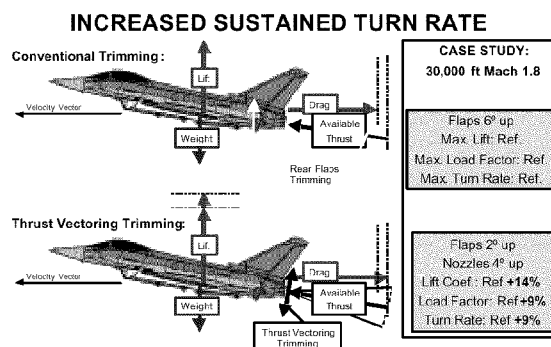 INCREASED SUSTAINED TURN RATE
Conventional Trimming:
Lift
Drag
Velocity Vector
Available
Thrust
Weight
Rear Flaps
Trimming
CASE STUDY:
30,000 ft Mach 1.8
Flaps 6º up
Max. Lift: Ref.
Max. Load Factor: Ref.
Max. Turn Rate: Ref.
Thrust Vectoring Trimming:
Lif.
Drag
Velocity Vector
Available
Thrust
Weight
Thrust Vectoring
Trimming
Flaps 2º up
Nozzles 4º up
Lift Coef.: Ref +14%
Load Factor: Ref +9%
Turn Rate: Ref +9%